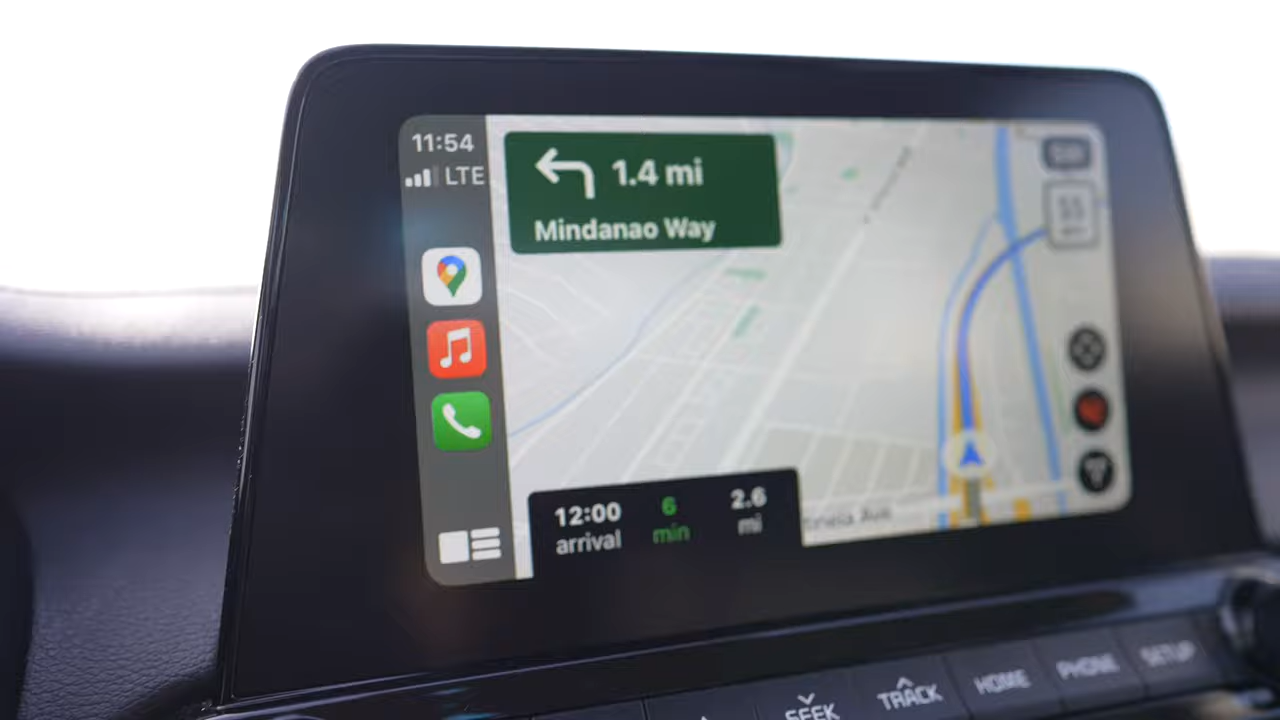 11:54
LTE
1.4 mi
Mindanao Way
12:00
arrival
6
min
2.6
mi
Ave
SEEK
TRACK
HOME
PHONE
SETUP